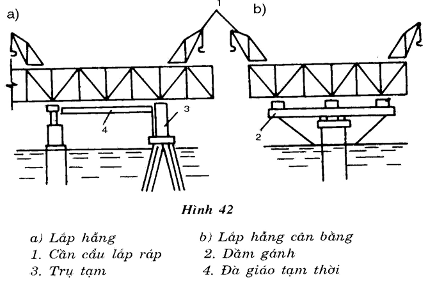 a)
1
b)
3
4
2
Hình 42
a) Lắp hẫng
b) Lắp hẫng cân bằng
1. Cần cẩu lắp ráp
2. Dầm gánh
3. Trụ tạm
4. Đà giáo tạm thời